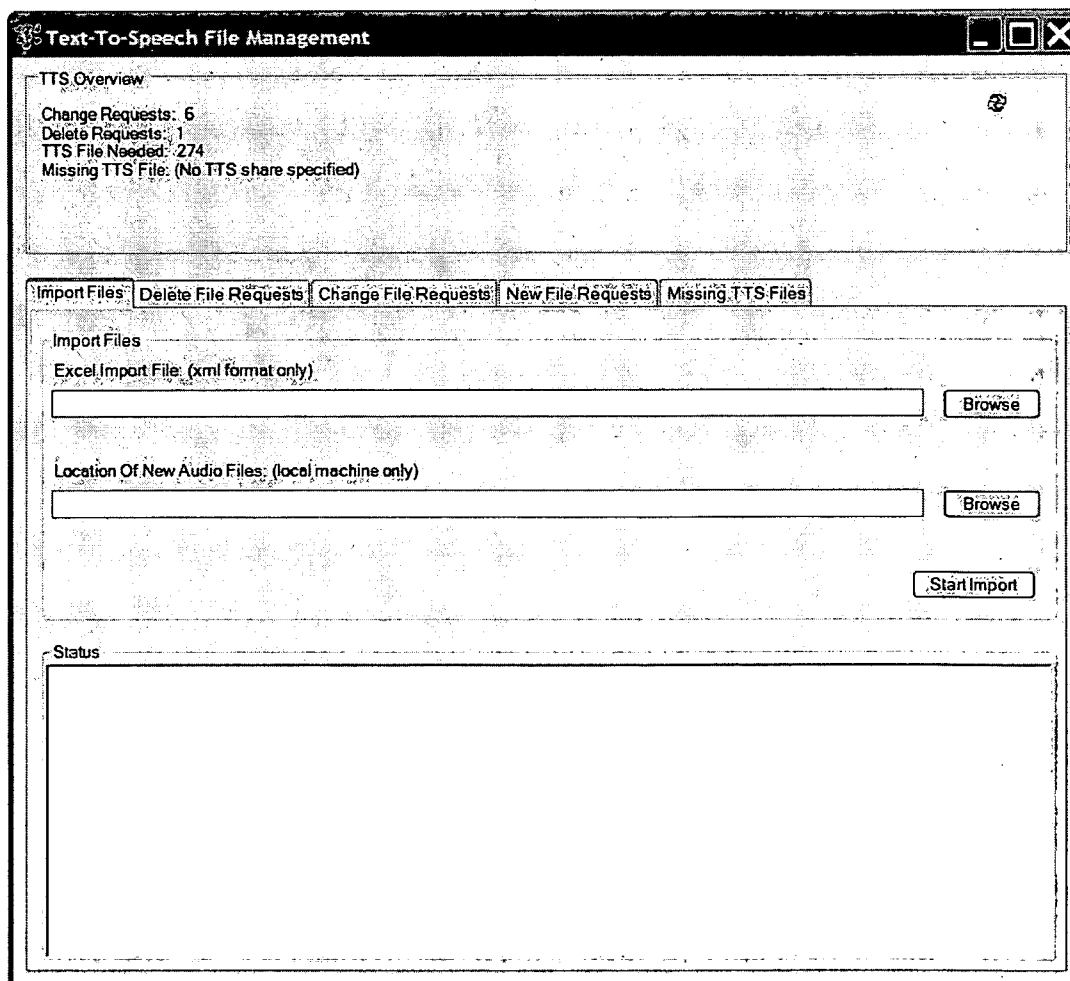 Text-To-Speech File Management
TTS Overview
Change Requests: 6
Delete Requests: 1
TTS File Needed: 274
Missing TTS File: (No TTS share specified)
Import Files Delete File Requests Change File Requests New File Requests Missing TTS Files
Import Files
Excel Import File: (xml format only)
Browse
Location Of New Audio Files: (local machine only)
Browse
Start Import
Status